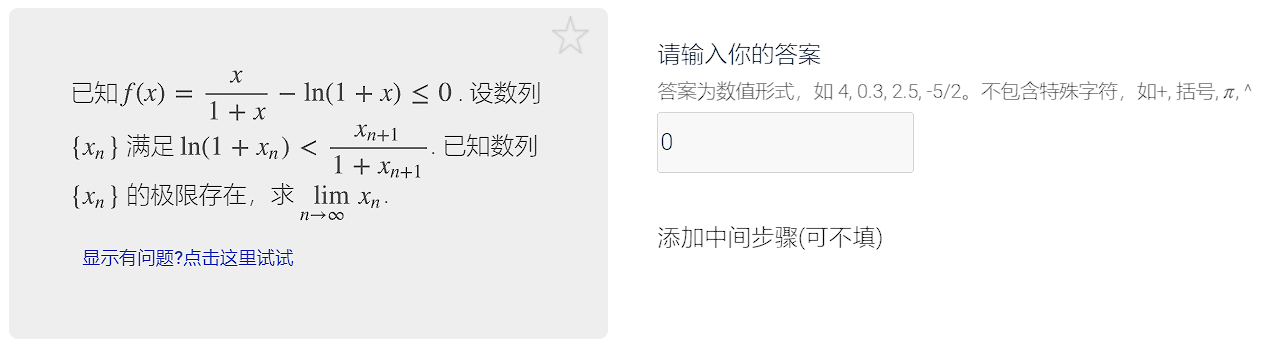 已知 f(x) = x/(1 + x) − ln(1 + x) ≤ 0 . 设数列
{xₙ} 满足 ln(1 + xₙ) < xₙ₊₁/(1 + xₙ₊₁) . 已知数列
{xₙ} 的极限存在，求 lim n→∞ xₙ .
显示有问题?点击这里试试
请输入你的答案
答案为数值形式，如 4, 0.3, 2.5, -5/2。不包含特殊字符，如+, 括号, π, ^
0
添加中间步骤(可不填)